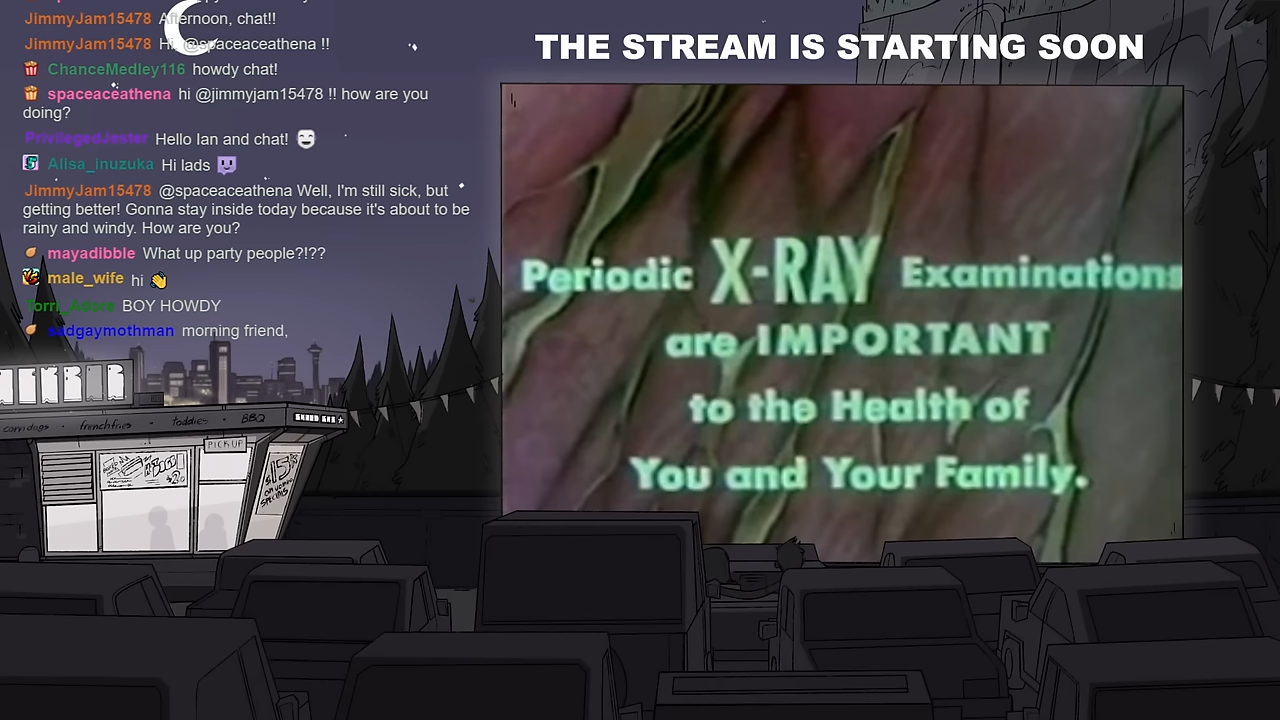 JimmyJam15478 Afternoon, chat!!
JimmyJam15478 Hi, @spaceaceathena !!
ChanceMedley116 howdy chat!
spaceaceathena hi @jimmyjam15478 !! how are you
doing?
PrivilegedJester Hello Ian and chat!
Alisa_inuzuka Hi lads
JimmyJam15478 @spaceaceathena Well, I'm still sick, but
getting better! Gonna stay inside today because it's about to be
rainy and windy. How are you?
mayadibble What up party people?!??
male_wife hi
BOY HOWDY
sadgaymothman morning friend,
THE STREAM IS STARTING SOON
Periodic X-RAY Examinations
are IMPORTANT
to the Health of
You and Your Family.
corn dogs • french fries • toddies • BBQ
PICK UP